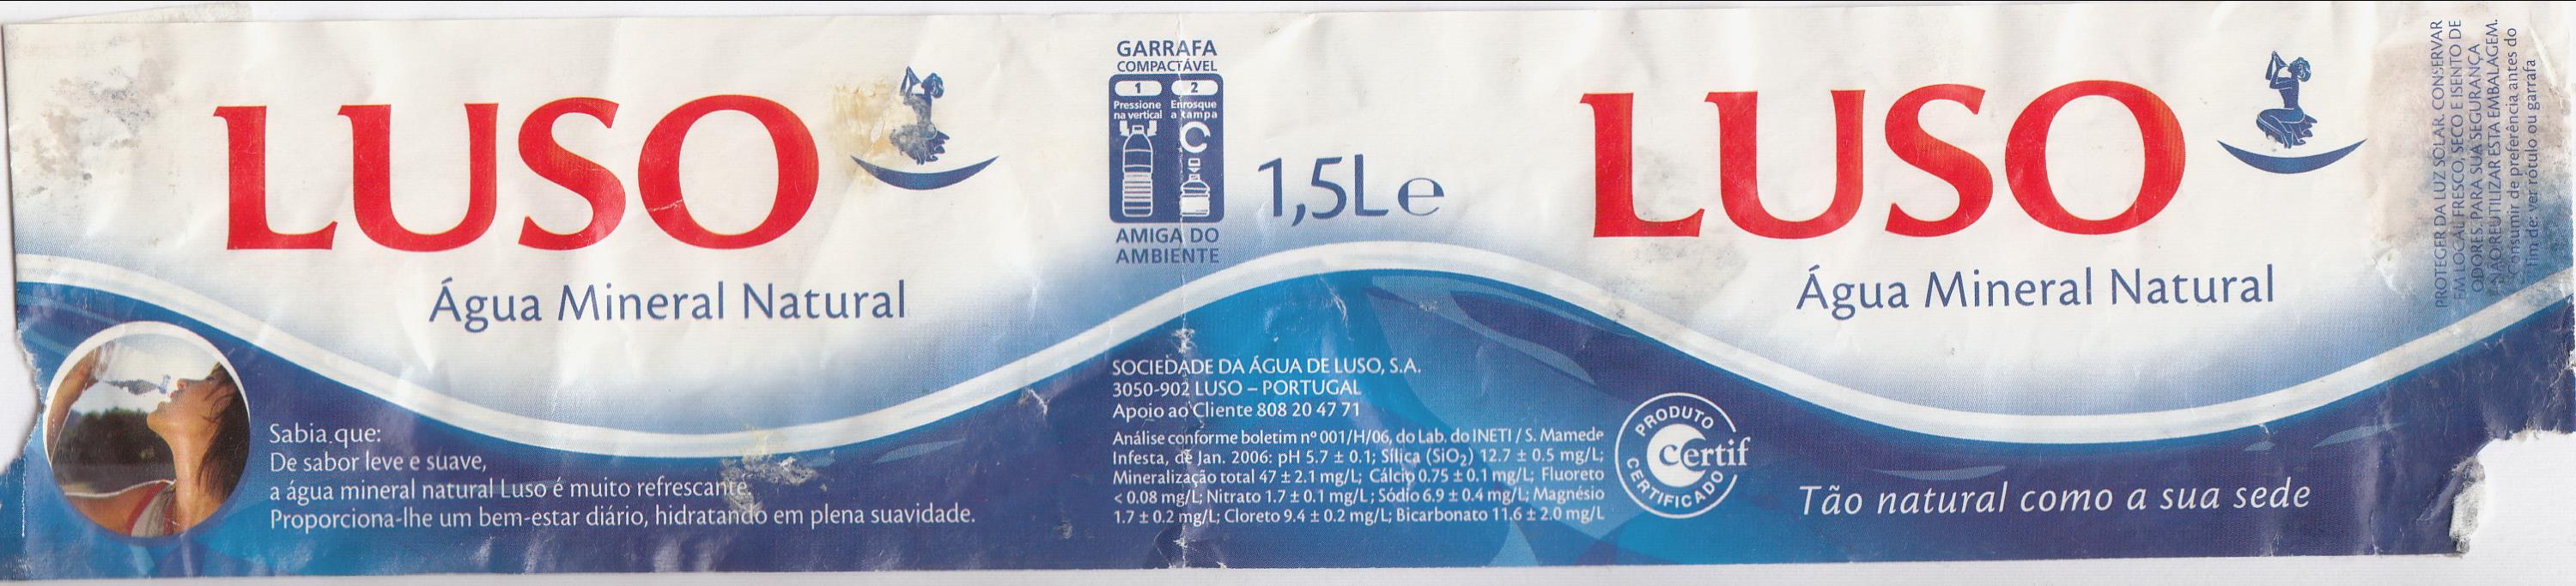 LUSO
Água Mineral Natural
Sabia que:
De sabor leve e suave,
a água mineral natural Luso é muito refrescante.
Proporciona-lhe um bem-estar diário, hidratando em plena suavidade.
GARRAFA
COMPACTÁVEL
1 2
Pressione Enrosque
na vertical a tampa
AMIGA DO
AMBIENTE
1,5L e
SOCIEDADE DA ÁGUA DE LUSO, S.A.
3050-902 LUSO – PORTUGAL
Apoio ao Cliente 808 20 47 71
Análise conforme boletim nº 001/H/06, do Lab. do INETI / S. Mamede
Infesta, de Jan. 2006: pH 5.7 ± 0.1; Sílica (SiO₂) 12.7 ± 0.5 mg/L;
Mineralização total 47 ± 2.1 mg/L; Cálcio 0.75 ± 0.1 mg/L; Fluoreto
< 0.08 mg/L; Nitrato 1.7 ± 0.1 mg/L; Sódio 6.9 ± 0.4 mg/L; Magnésio
1.7 ± 0.2 mg/L; Cloreto 9.4 ± 0.2 mg/L; Bicarbonato 11.6 ± 2.0 mg/L
PRODUTO
certif
CERTIFICADO
LUSO
Água Mineral Natural
Tão natural como a sua sede
PROTEGER DA LUZ SOLAR. CONSERVAR
EM LOCAL FRESCO, SECO E ISENTO DE
ODORES. PARA SUA SEGURANÇA
NÃO REUTILIZAR ESTA EMBALAGEM.
de preferência antes do
fim de: ver rótulo ou garrafa